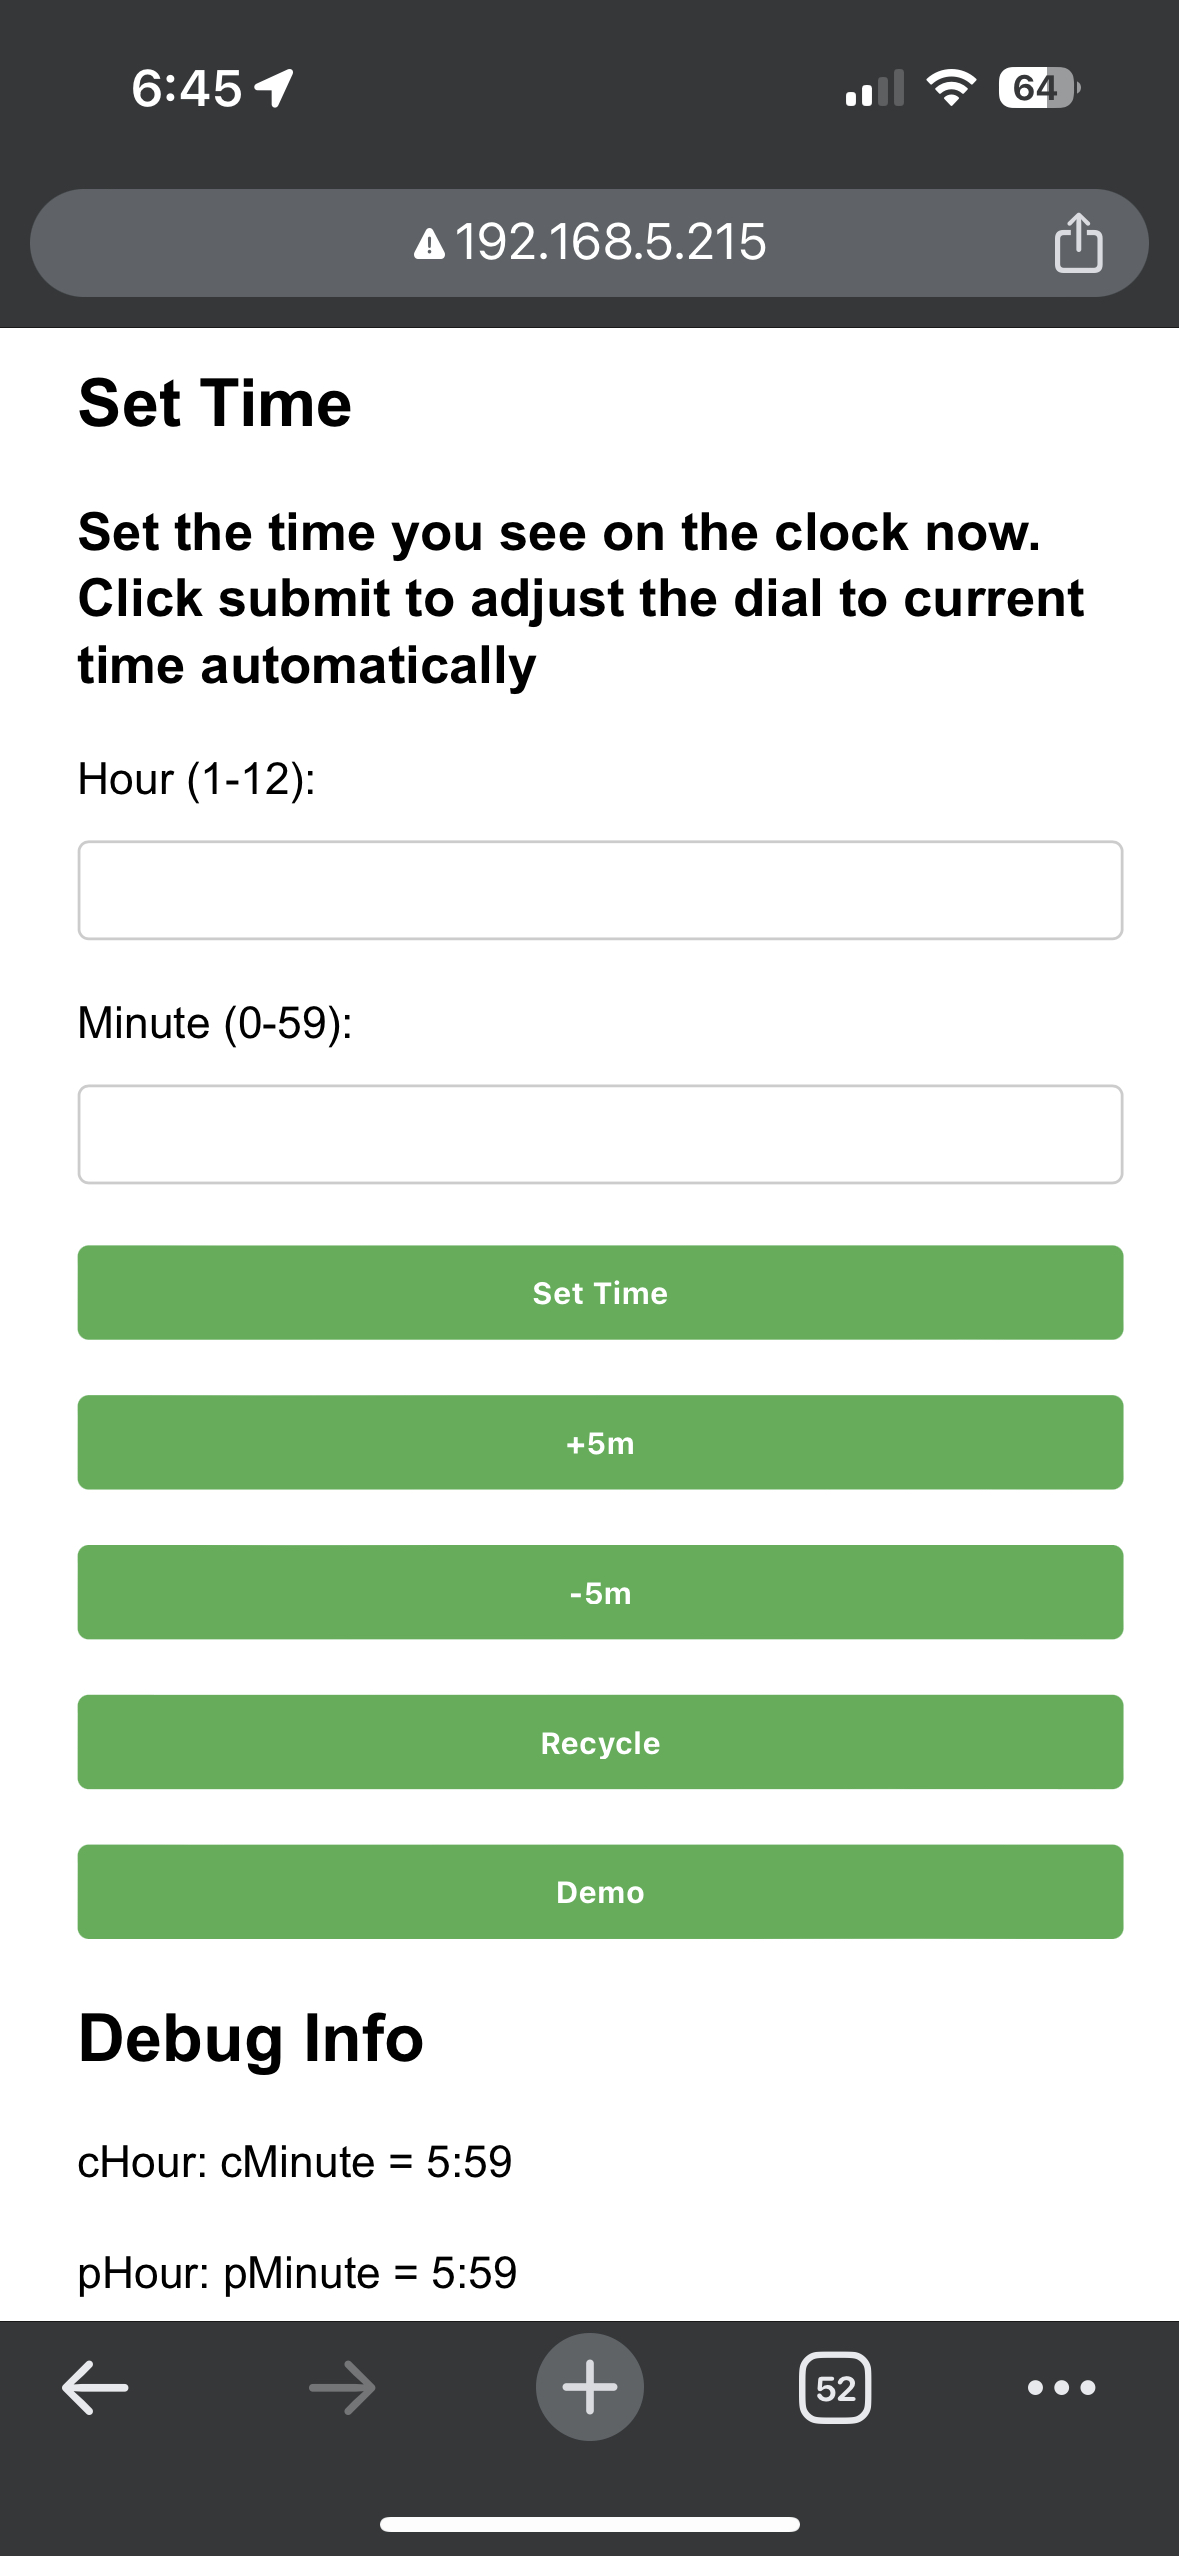 6:45
64
192.168.5.215
Set Time
Set the time you see on the clock now.
Click submit to adjust the dial to current
time automatically
Hour (1-12):
Minute (0-59):
Set Time
+5m
-5m
Recycle
Demo
Debug Info
cHour: cMinute = 5:59
pHour: pMinute = 5:59
52